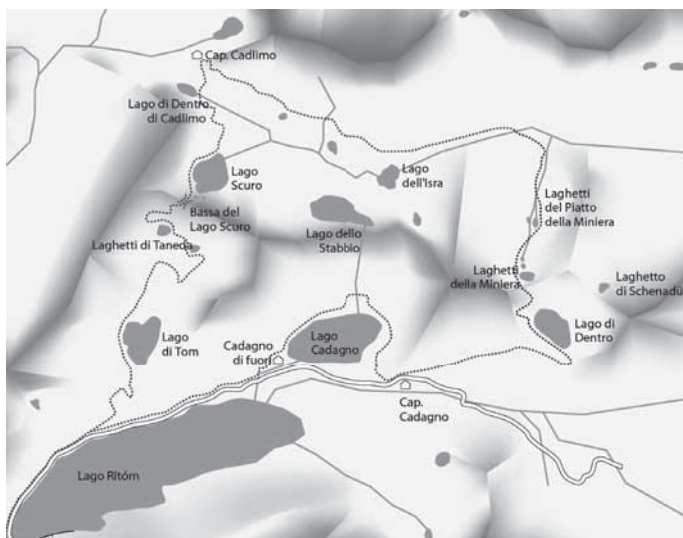 Cap. Cadlimo
Lago di Dentro
di Cadlimo
Lago
Scuro
Lago
dell'Isra
Bassa del
Lago Scuro
Laghetti
del Piatto
della Miniera
Laghetti di Taneda
Lago dello
Stabbio
Laghetti
della Miniera
Laghetto
di Schenadü
Lago
di Tom
Cadagno
di fuori
Lago
Cadagno
Lago di
Dentro
Cap.
Cadagno
Lago Ritóm